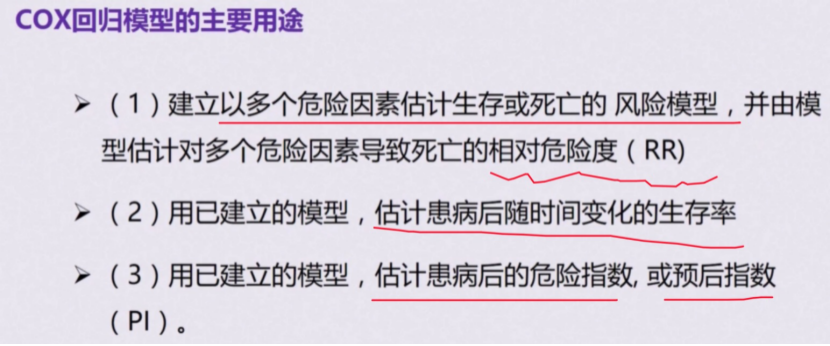 COX回归模型的主要用途
➢（1）建立以多个危险因素估计生存或死亡的 风险模型，并由模
型估计对多个危险因素导致死亡的相对危险度（RR)
➢（2）用已建立的模型，估计患病后随时间变化的生存率
➢（3）用已建立的模型，估计患病后的危险指数, 或预后指数
（PI）。